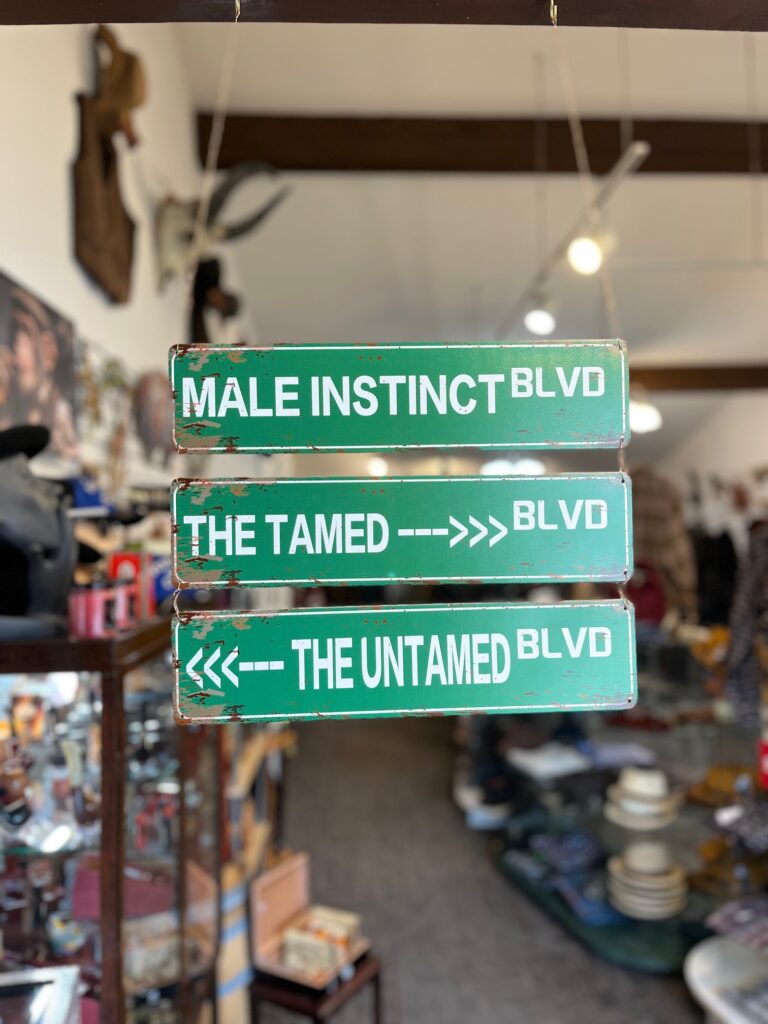 MALE INSTINCT BLVD
THE TAMED --->>> BLVD
<<<--- THE UNTAMED BLVD